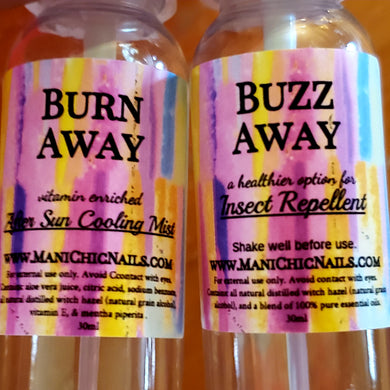 BURN
AWAY
vitamin enriched
After Sun Cooling Mist
WWW.MANICHICNAILS.COM
For external use only. Avoid Ccontact with eyes.
Contains: aloe vera juice, citric acid, sodium benzoate,
all natural distilled witch hazel (natural grain alcohol),
vitamin E, & mentha piperita.
30ml
BUZZ
AWAY
a healthier option for
Insect Repellent
Shake well before use.
WWW.MANICHICNAILS.COM
For external use only. Avoid contact with eyes.
Contains: all natural distilled witch hazel (natural grain
alcohol), and a blend of 100% pure essential oils.
30ml